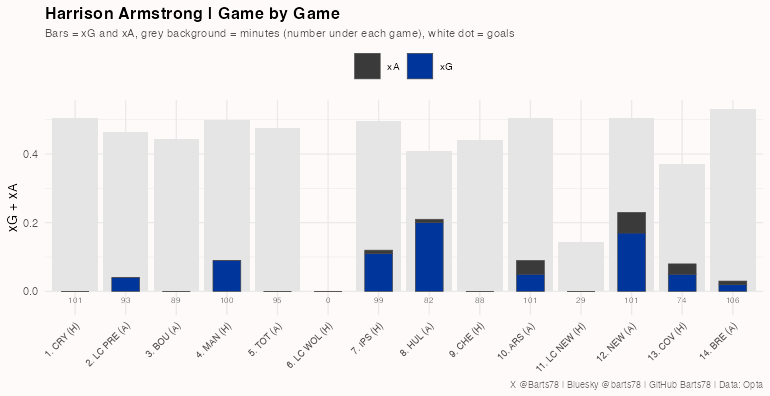 Harrison Armstrong | Game by Game
Bars = xG and xA, grey background = minutes (number under each game), white dot = goals
xA xG
xG + xA
0.4
0.2
0.0
101 93 89 100 95 0 99 82 88 101 29 101 74 106
1. CRY (H)
2. LC PRE (A)
3. BOU (A)
4. MAN (H)
5. TOT (A)
6. LC WOL (H)
7. IPS (H)
8. HUL (A)
9. CHE (H)
10. ARS (A)
11. LC NEW (H)
12. NEW (A)
13. COV (H)
14. BRE (A)
X @Barts78 | Bluesky @barts78 | GitHub Barts78 | Data: Opta